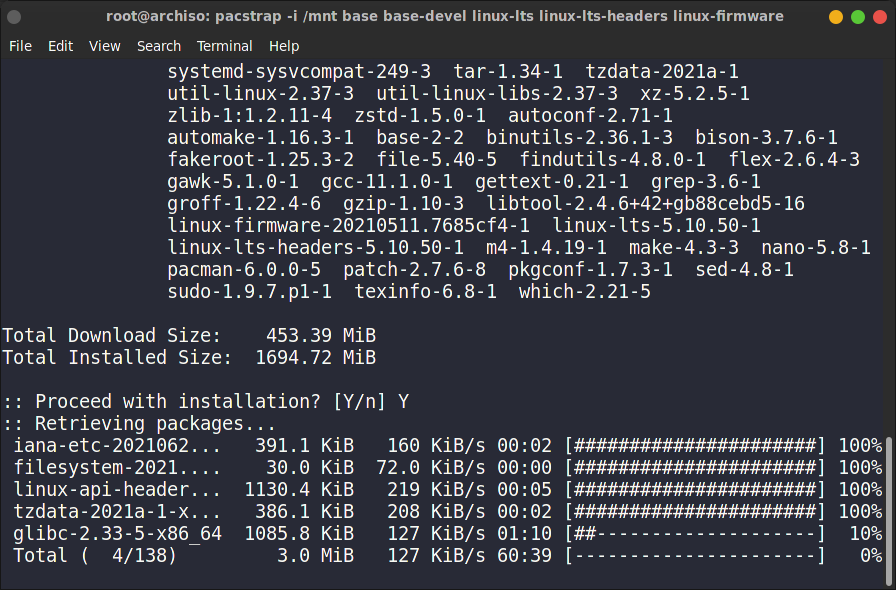 root@archiso: pacstrap -i /mnt base base-devel linux-lts linux-lts-headers linux-firmware
File Edit View Search Terminal Help
systemd-sysvcompat-249-3 tar-1.34-1 tzdata-2021a-1
util-linux-2.37-3 util-linux-libs-2.37-3 xz-5.2.5-1
zlib-1:1.2.11-4 zstd-1.5.0-1 autoconf-2.71-1
automake-1.16.3-1 base-2-2 binutils-2.36.1-3 bison-3.7.6-1
fakeroot-1.25.3-2 file-5.40-5 findutils-4.8.0-1 flex-2.6.4-3
gawk-5.1.0-1 gcc-11.1.0-1 gettext-0.21-1 grep-3.6-1
groff-1.22.4-6 gzip-1.10-3 libtool-2.4.6+42+gb88cebd5-16
linux-firmware-20210511.7685cf4-1 linux-lts-5.10.50-1
linux-lts-headers-5.10.50-1 m4-1.4.19-1 make-4.3-3 nano-5.8-1
pacman-6.0.0-5 patch-2.7.6-8 pkgconf-1.7.3-1 sed-4.8-1
sudo-1.9.7.p1-1 texinfo-6.8-1 which-2.21-5
Total Download Size: 453.39 MiB
Total Installed Size: 1694.72 MiB
:: Proceed with installation? [Y/n] Y
:: Retrieving packages...
iana-etc-2021062... 391.1 KiB 160 KiB/s 00:02 [######################] 100%
filesystem-2021.... 30.0 KiB 72.0 KiB/s 00:00 [######################] 100%
linux-api-header... 1130.4 KiB 219 KiB/s 00:05 [######################] 100%
tzdata-2021a-1-x... 386.1 KiB 208 KiB/s 00:02 [######################] 100%
glibc-2.33-5-x86_64 1085.8 KiB 127 KiB/s 01:10 [##--------------------] 10%
Total ( 4/138) 3.0 MiB 127 KiB/s 60:39 [----------------------] 0%